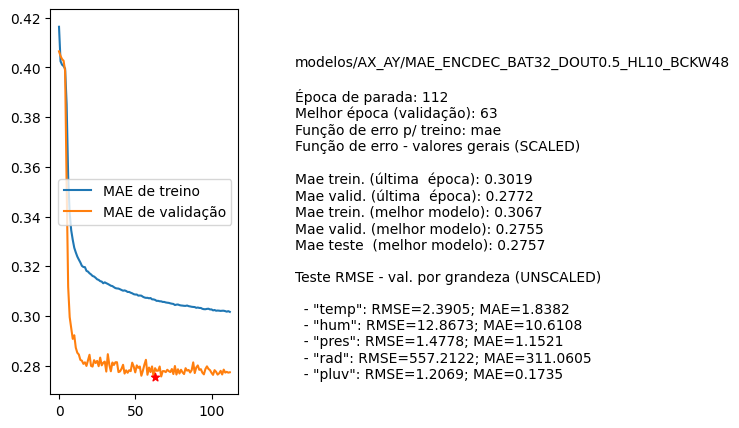 0.42
0.40
0.38
0.36
0.34
0.32
0.30
0.28
0
50
100
MAE de treino
MAE de validação
modelos/AX_AY/MAE_ENCDEC_BAT32_DOUT0.5_HL10_BCKW48
Época de parada: 112
Melhor época (validação): 63
Função de erro p/ treino: mae
Função de erro - valores gerais (SCALED)
Mae trein. (última  época): 0.3019
Mae valid. (última  época): 0.2772
Mae trein. (melhor modelo): 0.3067
Mae valid. (melhor modelo): 0.2755
Mae teste  (melhor modelo): 0.2757
Teste RMSE - val. por grandeza (UNSCALED)
- "temp": RMSE=2.3905; MAE=1.8382
- "hum": RMSE=12.8673; MAE=10.6108
- "pres": RMSE=1.4778; MAE=1.1521
- "rad": RMSE=557.2122; MAE=311.0605
- "pluv": RMSE=1.2069; MAE=0.1735